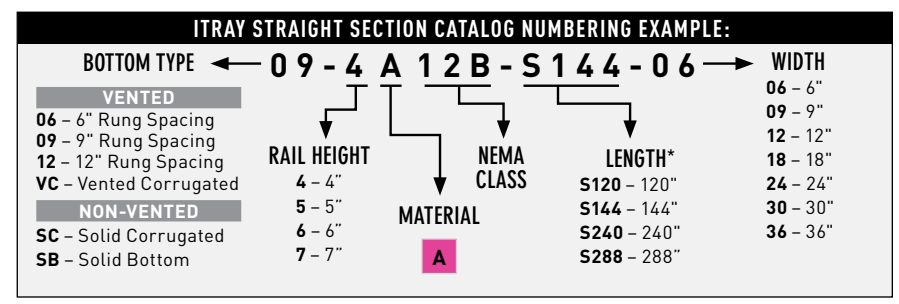 ITRAY STRAIGHT SECTION CATALOG NUMBERING EXAMPLE:
BOTTOM TYPE
09-4A12B-S144-06
WIDTH
VENTED
06 – 6" Rung Spacing
09 – 9" Rung Spacing
12 – 12" Rung Spacing
VC – Vented Corrugated
NON-VENTED
SC – Solid Corrugated
SB – Solid Bottom
RAIL HEIGHT
4 – 4”
5 – 5”
6 – 6”
7 – 7”
MATERIAL
A
NEMA
CLASS
LENGTH*
S120 – 120"
S144 – 144"
S240 – 240"
S288 – 288”
06 – 6"
09 – 9"
12 – 12"
18 – 18"
24 – 24"
30 – 30"
36 – 36"